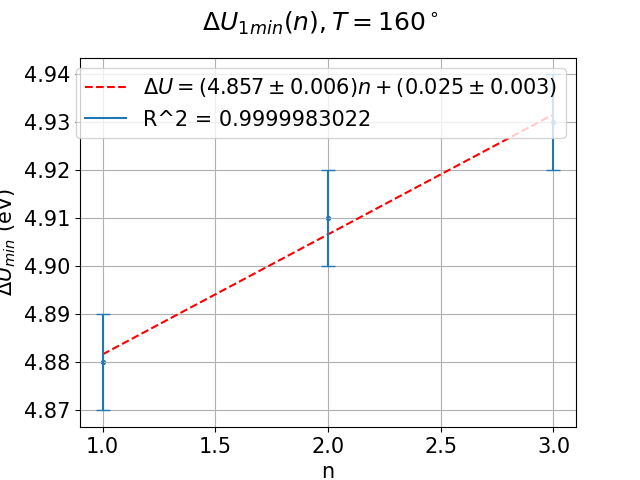 ΔU₁ₘᵢₙ(n), T = 160°
ΔU = (4.857 ± 0.006)n + (0.025 ± 0.003)
R^2 = 0.9999983022
4.94
4.93
4.92
4.91
4.90
4.89
4.88
4.87
ΔUₘᵢₙ (eV)
1.0 1.5 2.0 2.5 3.0
n